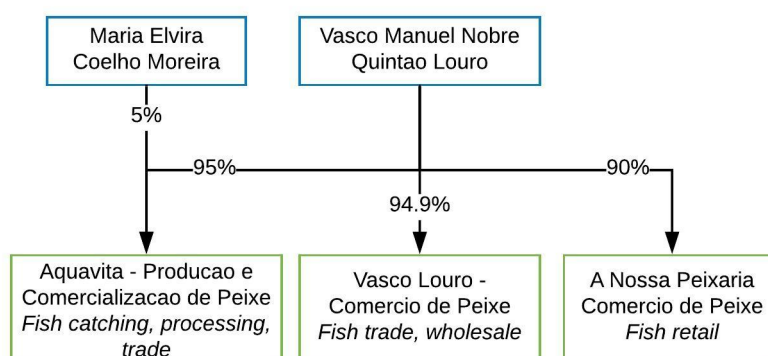 Maria Elvira
Coelho Moreira
Vasco Manuel Nobre
Quintao Louro
5%
95%
90%
94.9%
Aquavita - Producao e
Comercializacao de Peixe
Fish catching, processing,
trade
Vasco Louro -
Comercio de Peixe
Fish trade, wholesale
A Nossa Peixaria
Comercio de Peixe
Fish retail